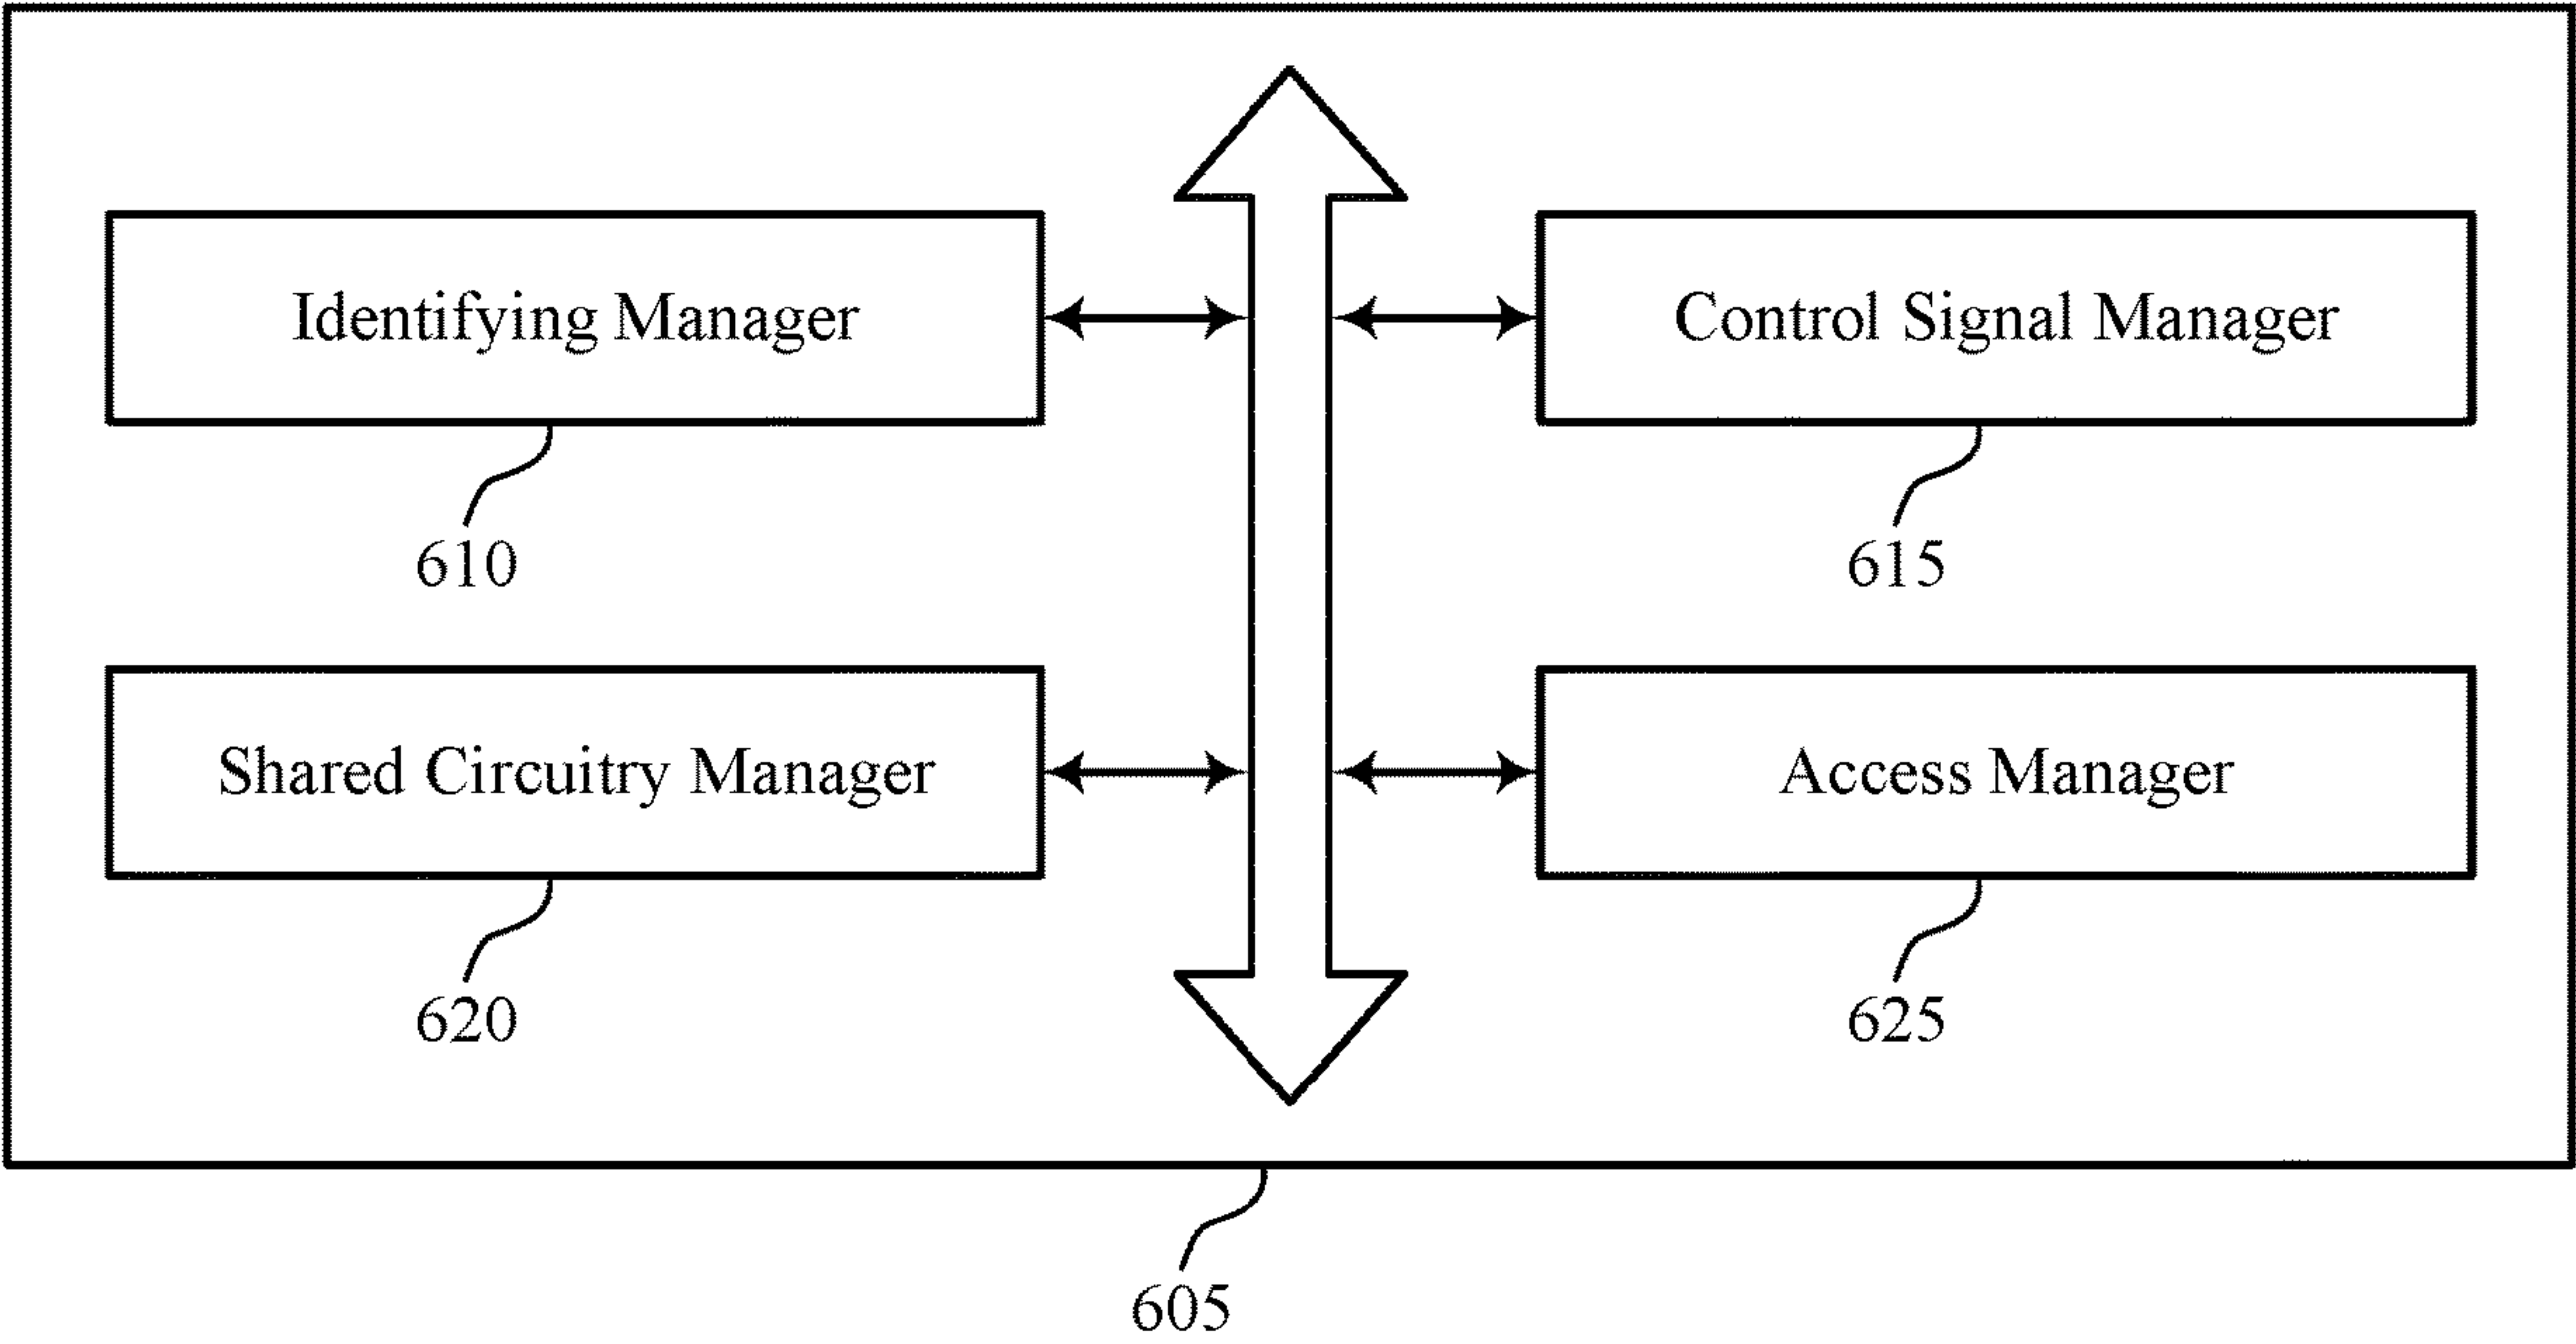 Identifying Manager
Control Signal Manager
610
615
Shared Circuitry Manager
Access Manager
620
625
605